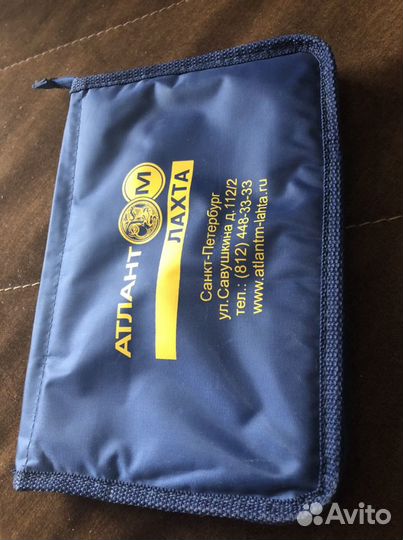 АТЛАНТ М
ЛАХТА
Санкт-Петербург
ул.Савушкина д.112/2
тел.: (812) 448-33-33
www.atlantm-lahta.ru
Avito